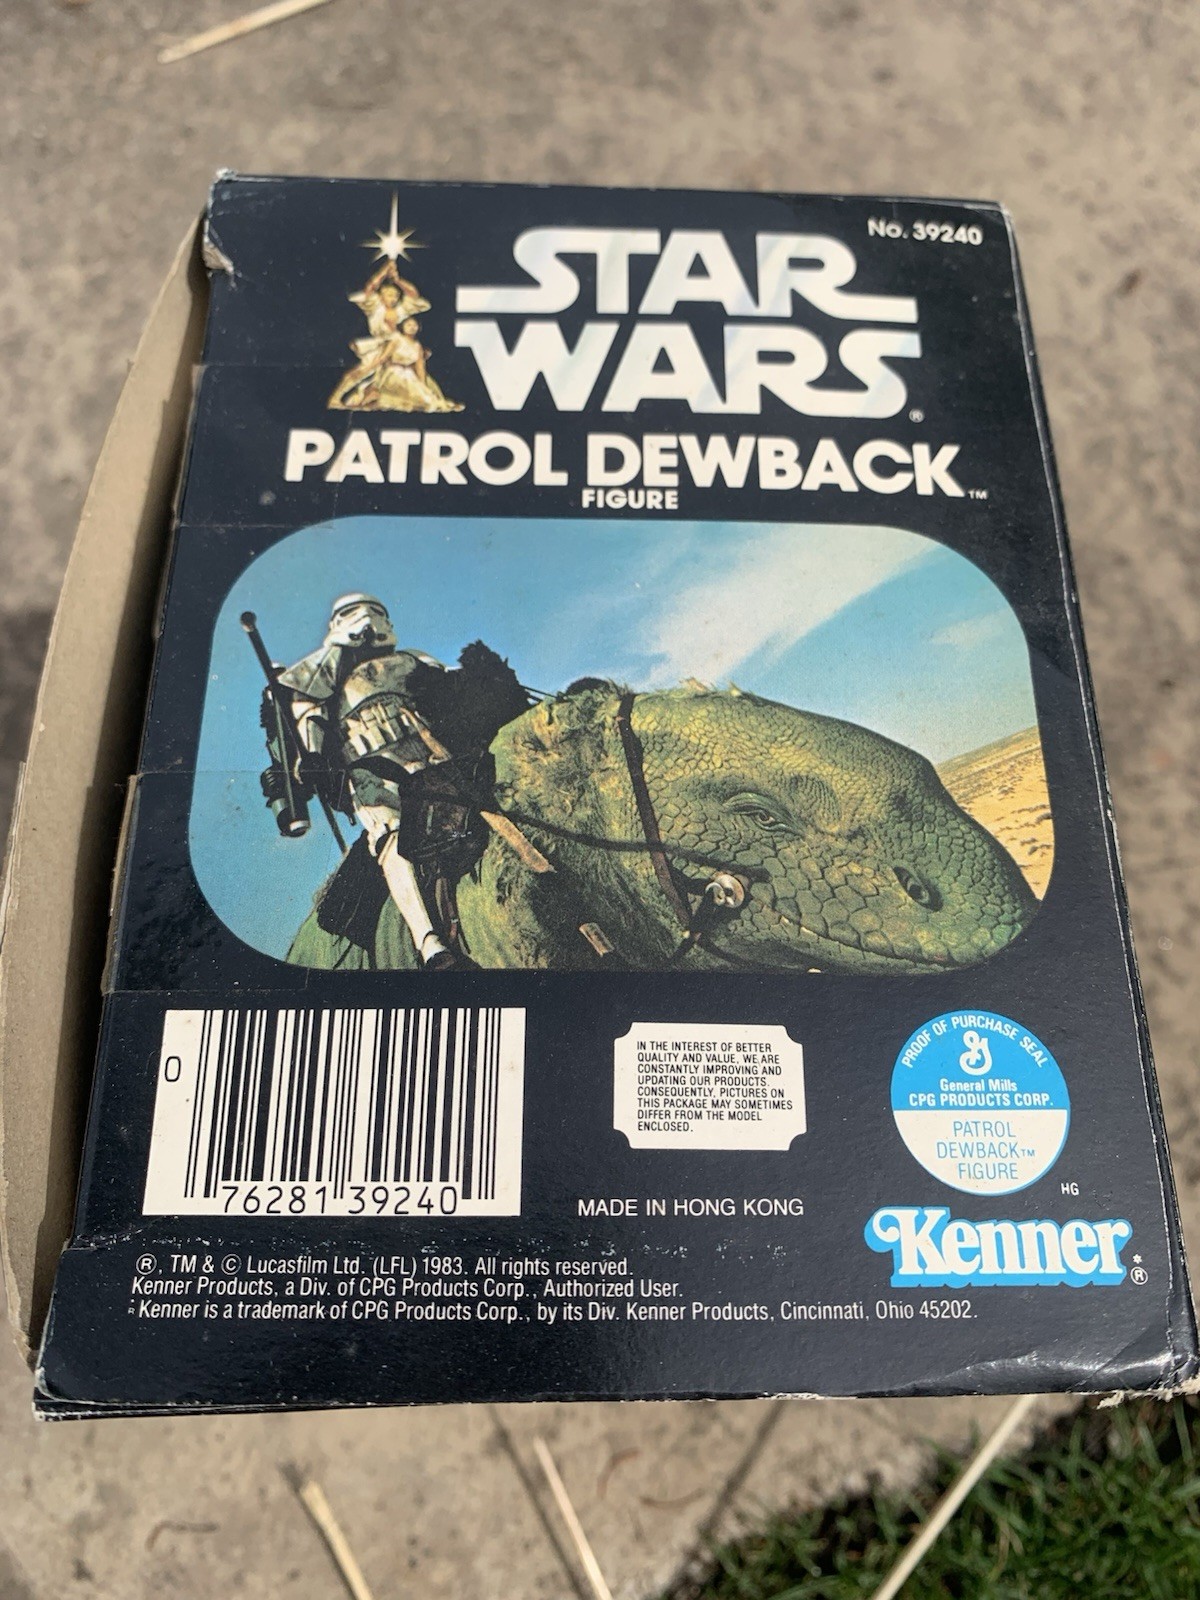 No. 39240
STAR
WARS®
PATROL DEWBACK™
FIGURE
0
76281 39240
IN THE INTEREST OF BETTER
QUALITY AND VALUE, WE ARE
CONSTANTLY IMPROVING AND
UPDATING OUR PRODUCTS.
CONSEQUENTLY, PICTURES ON
THIS PACKAGE MAY SOMETIMES
DIFFER FROM THE MODEL
ENCLOSED.
MADE IN HONG KONG
PROOF OF PURCHASE SEAL
G
General Mills
CPG PRODUCTS CORP.
PATROL
DEWBACK™
FIGURE
HG
Kenner*®
®, TM & © Lucasfilm Ltd. (LFL) 1983. All rights reserved.
Kenner Products, a Div. of CPG Products Corp., Authorized User.
*® Kenner is a trademark of CPG Products Corp., by its Div. Kenner Products, Cincinnati, Ohio 45202.